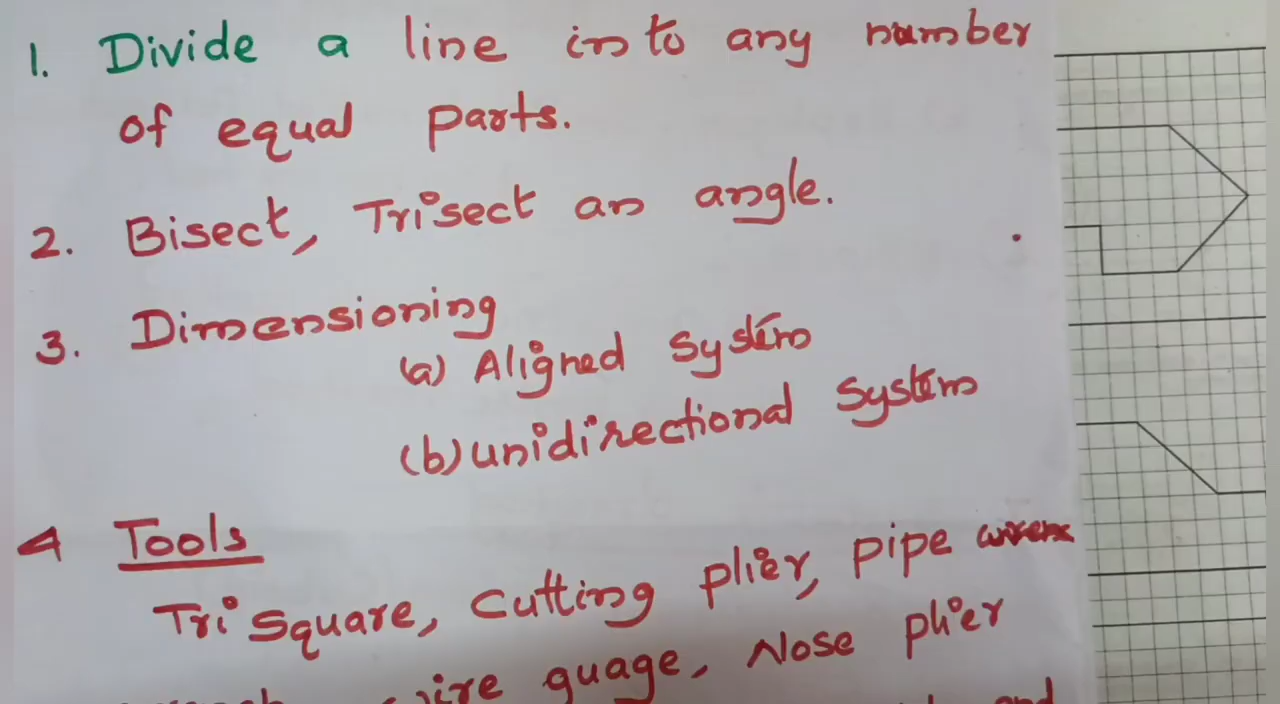 1. Divide a line into any number
of equal parts.
2. Bisect, Trisect an angle.
3. Dimensioning
(a) Aligned System
(b) unidirectional System
4 Tools
Tri Square, Cutting plier, pipe
guage, Nose plier
and